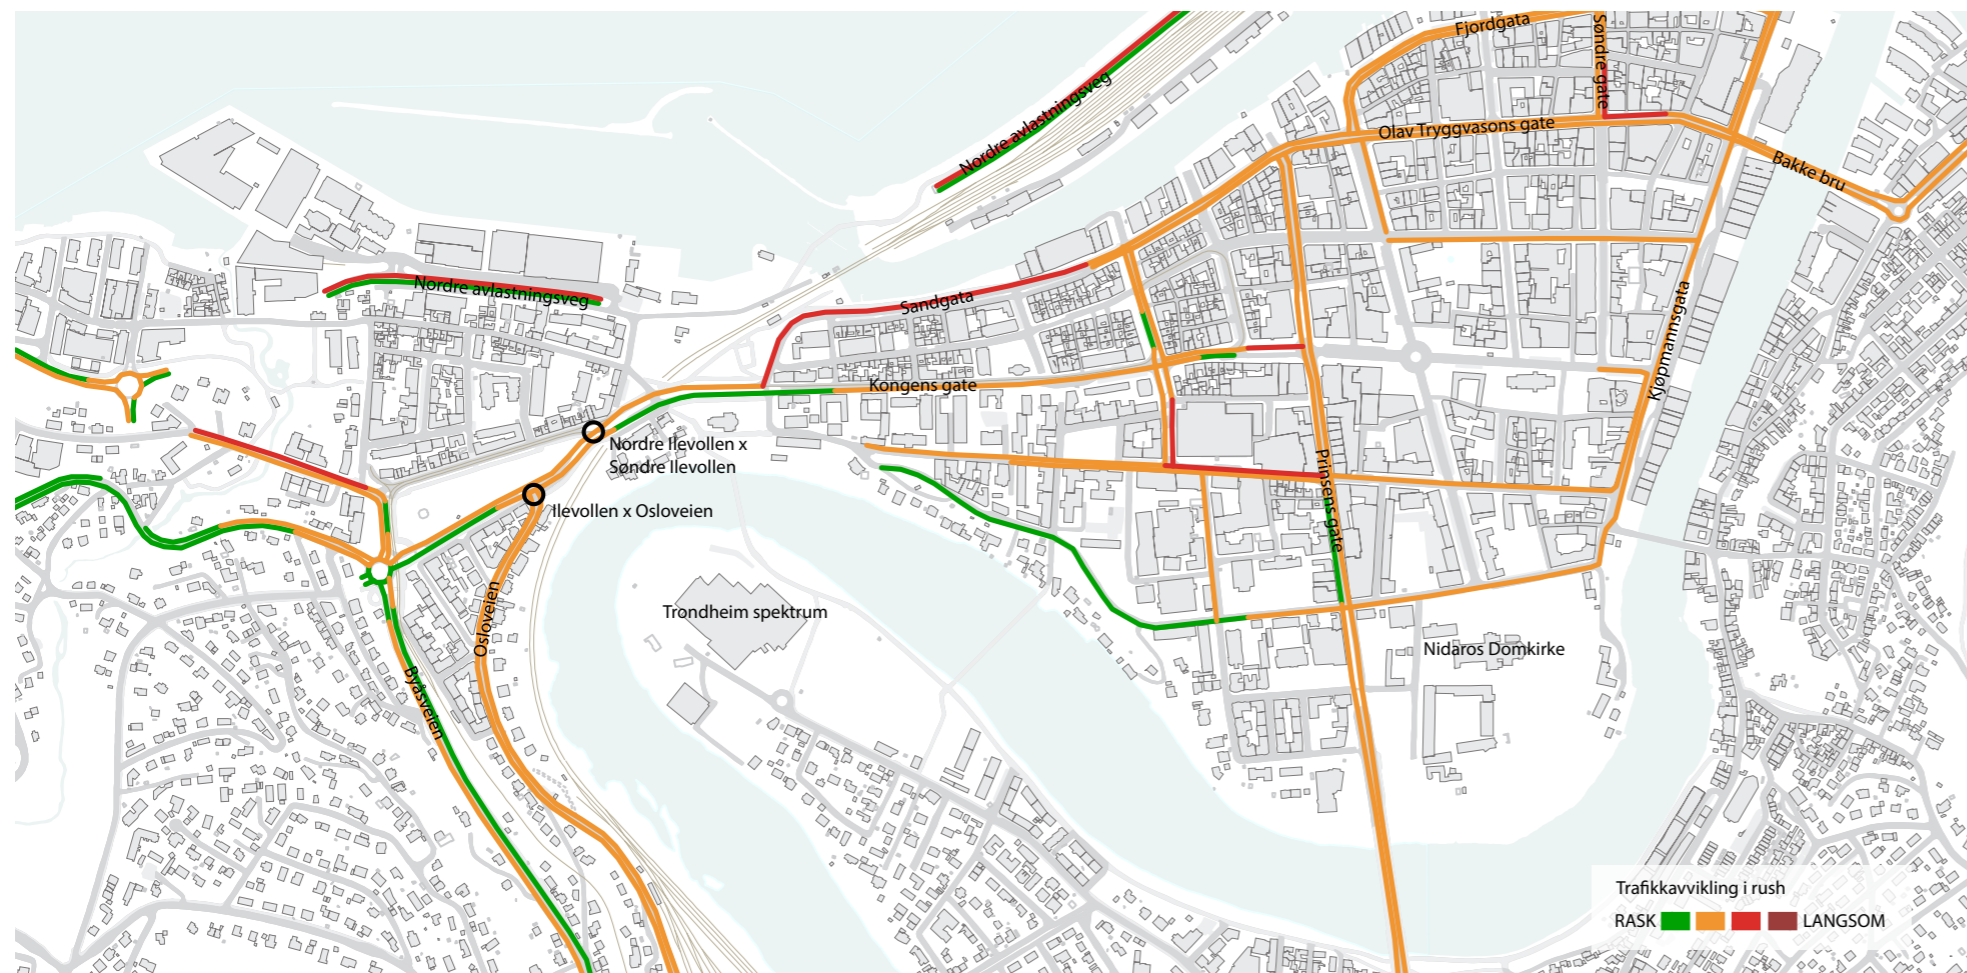 Fjordgata
Søndre gate
Nordre avlastningsveg
Olav Tryggvasons gate
Bakke bru
Nordre avlastningsveg
Sandgata
Kjøpmannsgata
Kongens gate
Nordre Ilevollen x
Søndre Ilevollen
Prinsens gate
Ilevollen x Osloveien
Osloveien
Trondheim spektrum
Nidaros Domkirke
Byåsveien
Trafikkavvikling i rush
RASK LANGSOM